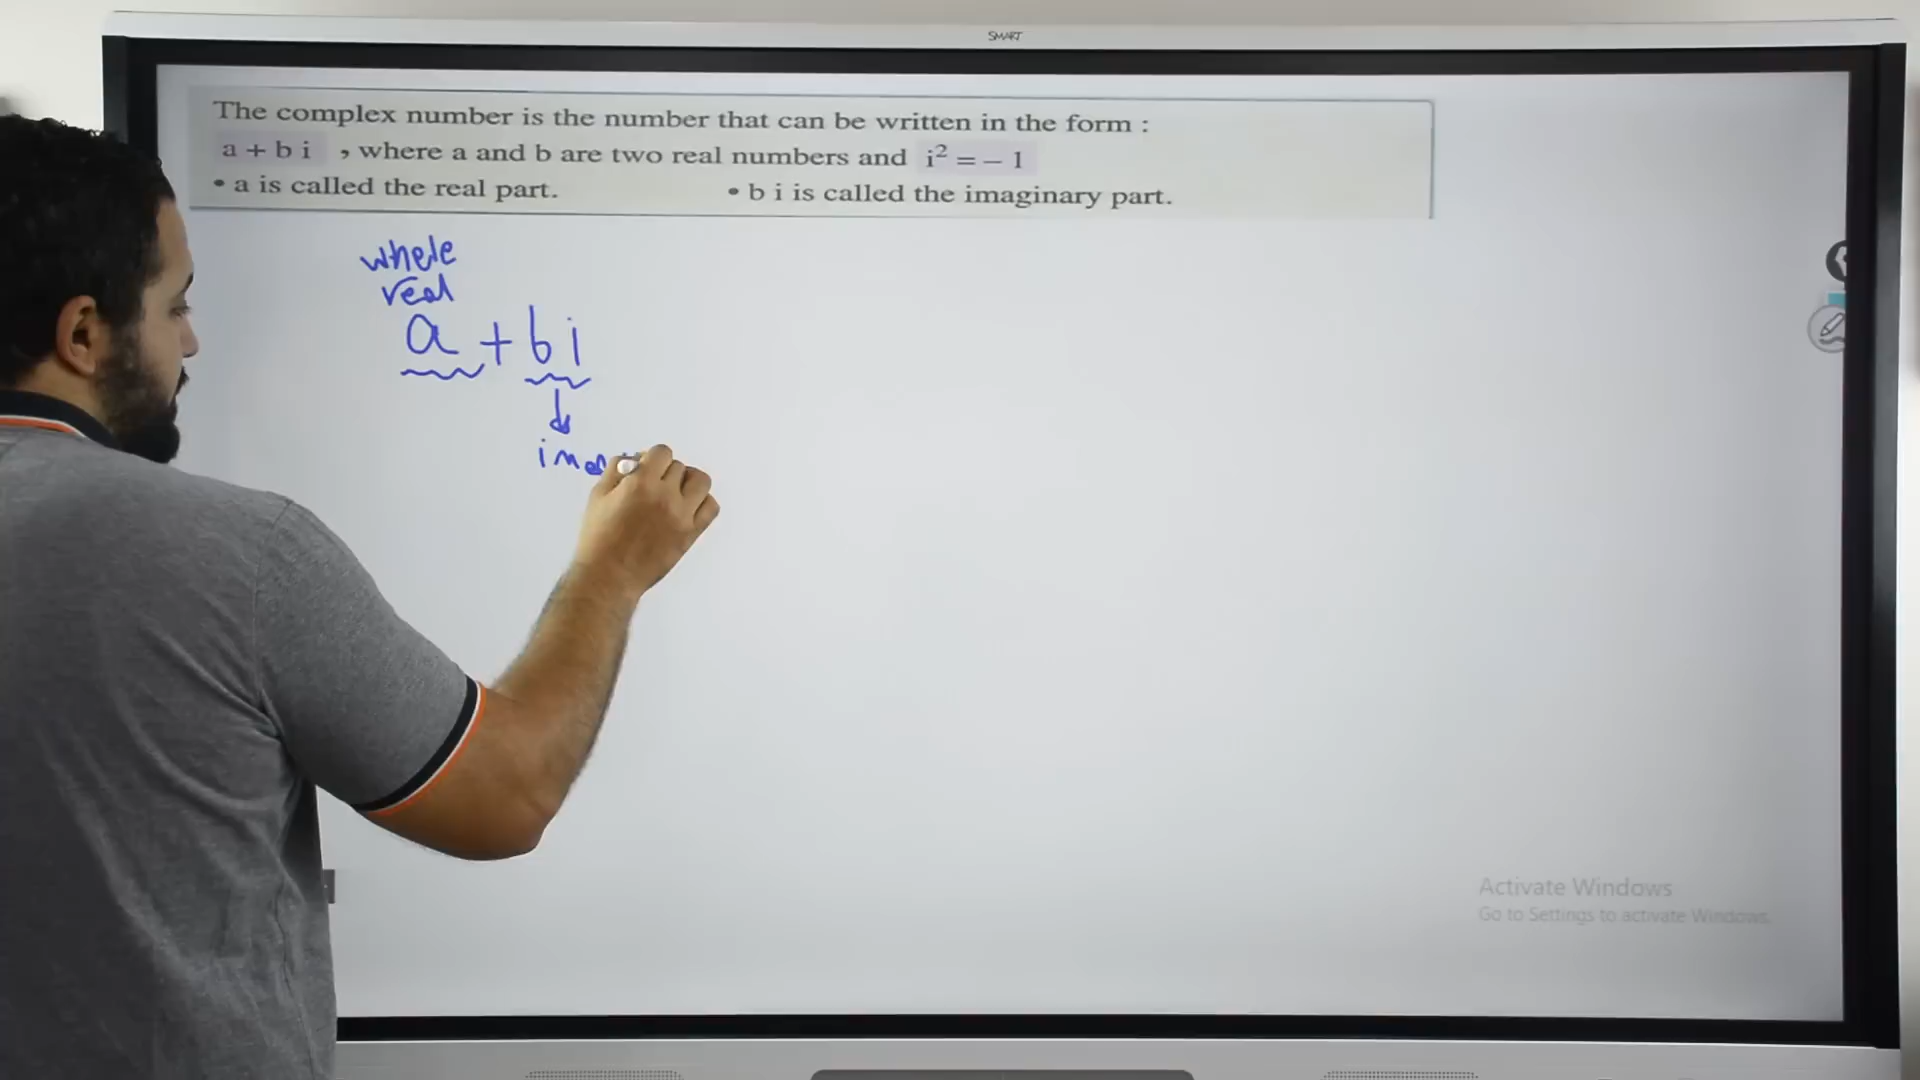 SMART
The complex number is the number that can be written in the form :
a + b i , where a and b are two real numbers and i² = – 1
• a is called the real part. • b i is called the imaginary part.
whole
real
a + bi
Activate Windows
Go to Settings to activate Windows.